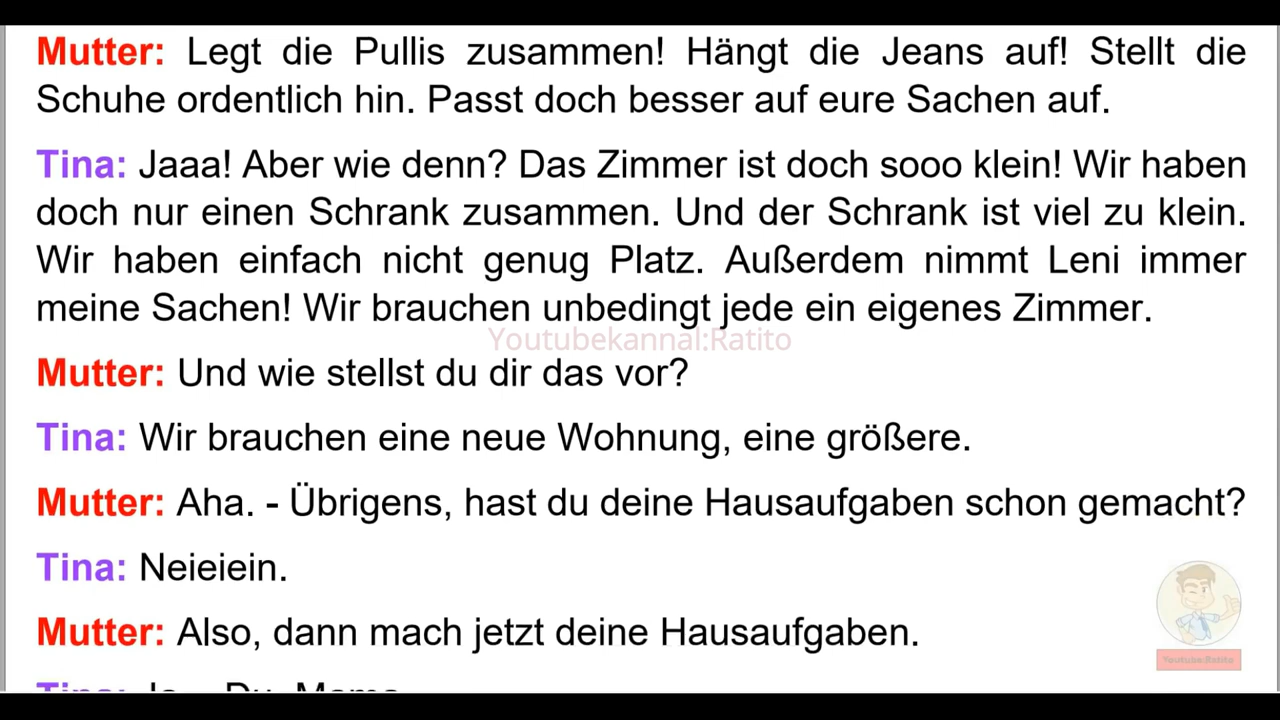 Mutter: Legt die Pullis zusammen! Hängt die Jeans auf! Stellt die
Schuhe ordentlich hin. Passt doch besser auf eure Sachen auf.
Tina: Jaaa! Aber wie denn? Das Zimmer ist doch sooo klein! Wir haben
doch nur einen Schrank zusammen. Und der Schrank ist viel zu klein.
Wir haben einfach nicht genug Platz. Außerdem nimmt Leni immer
meine Sachen! Wir brauchen unbedingt jede ein eigenes Zimmer.
Youtubekannal:Ratito
Mutter: Und wie stellst du dir das vor?
Tina: Wir brauchen eine neue Wohnung, eine größere.
Mutter: Aha. - Übrigens, hast du deine Hausaufgaben schon gemacht?
Tina: Neieiein.
Mutter: Also, dann mach jetzt deine Hausaufgaben.
Youtube:Ratito